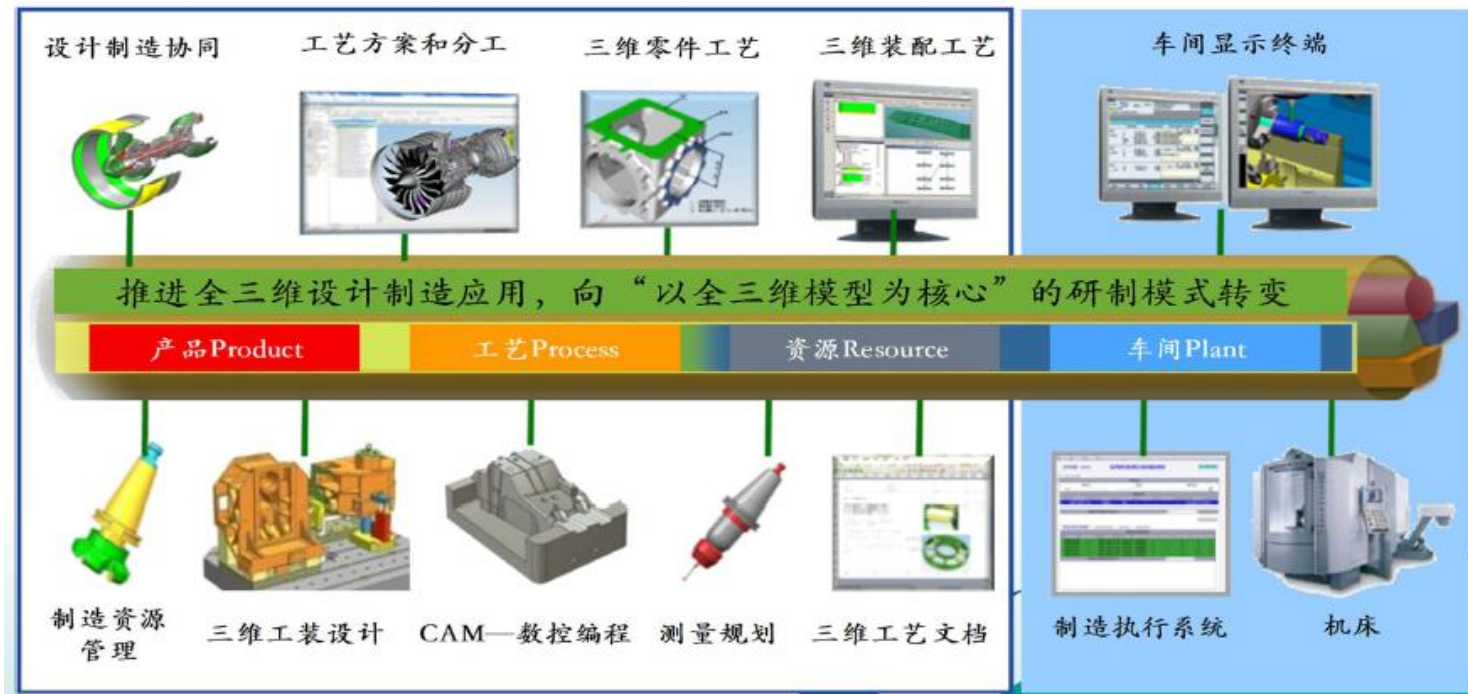 设计制造协同
工艺方案和分工
三维零件工艺
三维装配工艺
车间显示终端
推进全三维设计制造应用，向“以全三维模型为核心”的研制模式转变
产品Product
工艺Process
资源Resource
车间Plant
制造资源
管理
三维工装设计
CAM—数控编程
测量规划
三维工艺文档
制造执行系统
机床